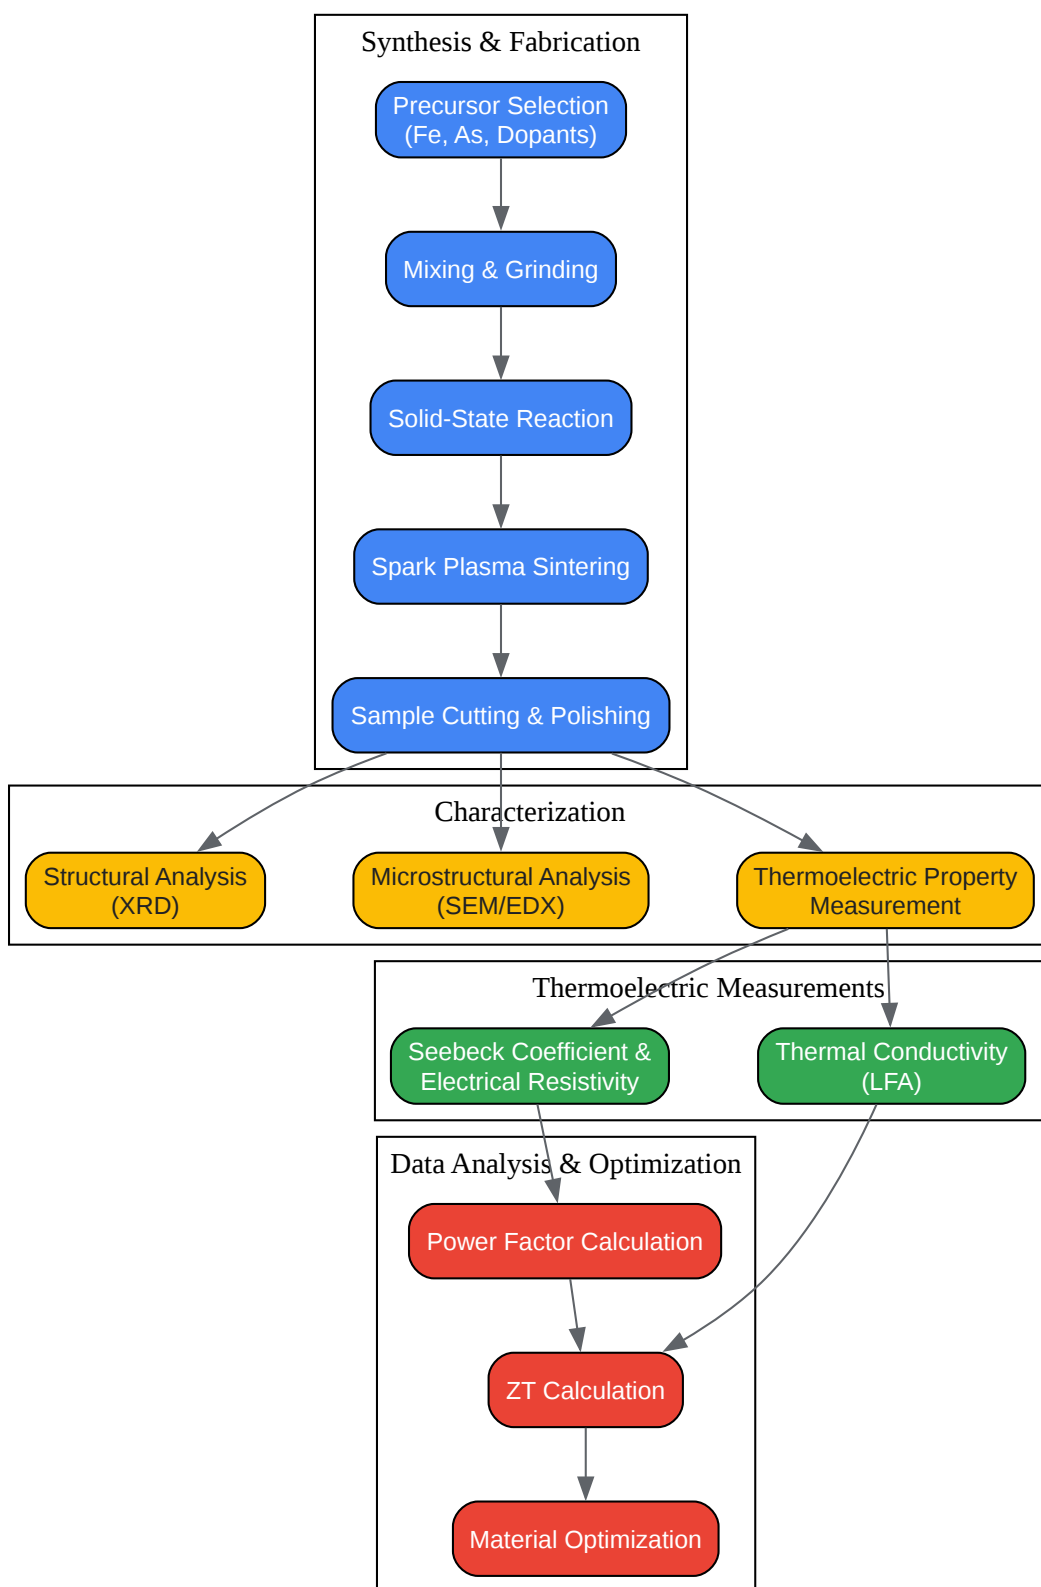 Synthesis & Fabrication
Precursor Selection
(Fe, As, Dopants)
Mixing & Grinding
Solid-State Reaction
Spark Plasma Sintering
Sample Cutting & Polishing
Characterization
Structural Analysis
(XRD)
Microstructural Analysis
(SEM/EDX)
Thermoelectric Property
Measurement
Thermoelectric Measurements
Seebeck Coefficient &
Electrical Resistivity
Thermal Conductivity
(LFA)
Data Analysis & Optimization
Power Factor Calculation
ZT Calculation
Material Optimization